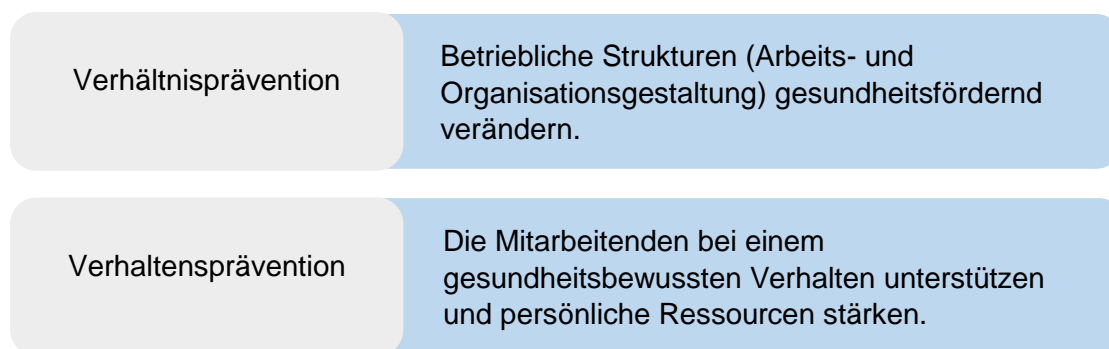 Verhältnisprävention
Betriebliche Strukturen (Arbeits- und
Organisationsgestaltung) gesundheitsfördernd
verändern.
Verhaltensprävention
Die Mitarbeitenden bei einem
gesundheitsbewussten Verhalten unterstützen
und persönliche Ressourcen stärken.